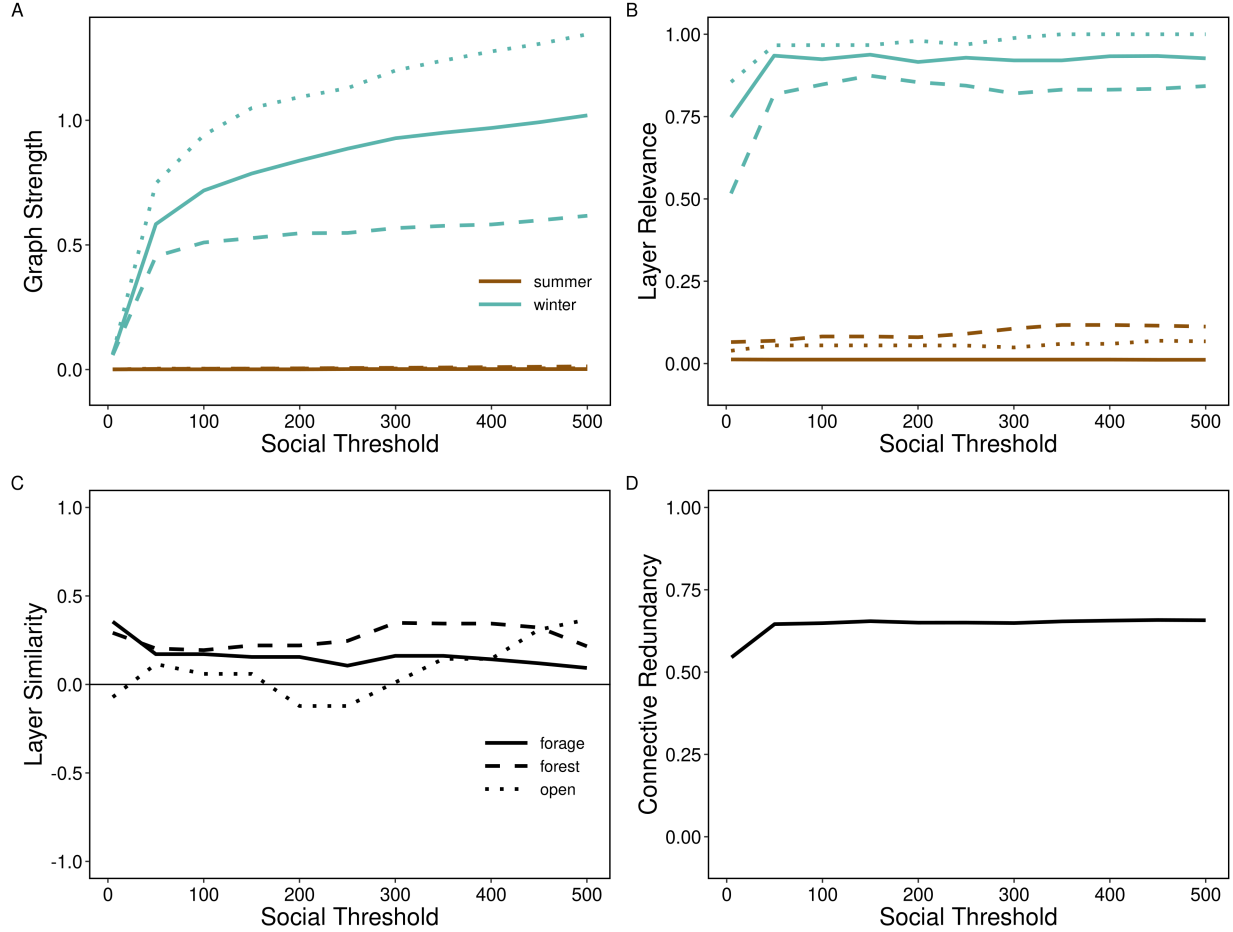 A
Graph Strength
1.0
0.5
0.0
summer
winter
0 100 200 300 400 500
Social Threshold
B
Layer Relevance
1.00
0.75
0.50
0.25
0.00
0 100 200 300 400 500
Social Threshold
C
Layer Similarity
1.0
0.5
0.0
-0.5
-1.0
forage
forest
open
0 100 200 300 400 500
Social Threshold
D
Connective Redundancy
1.00
0.75
0.50
0.25
0.00
0 100 200 300 400 500
Social Threshold